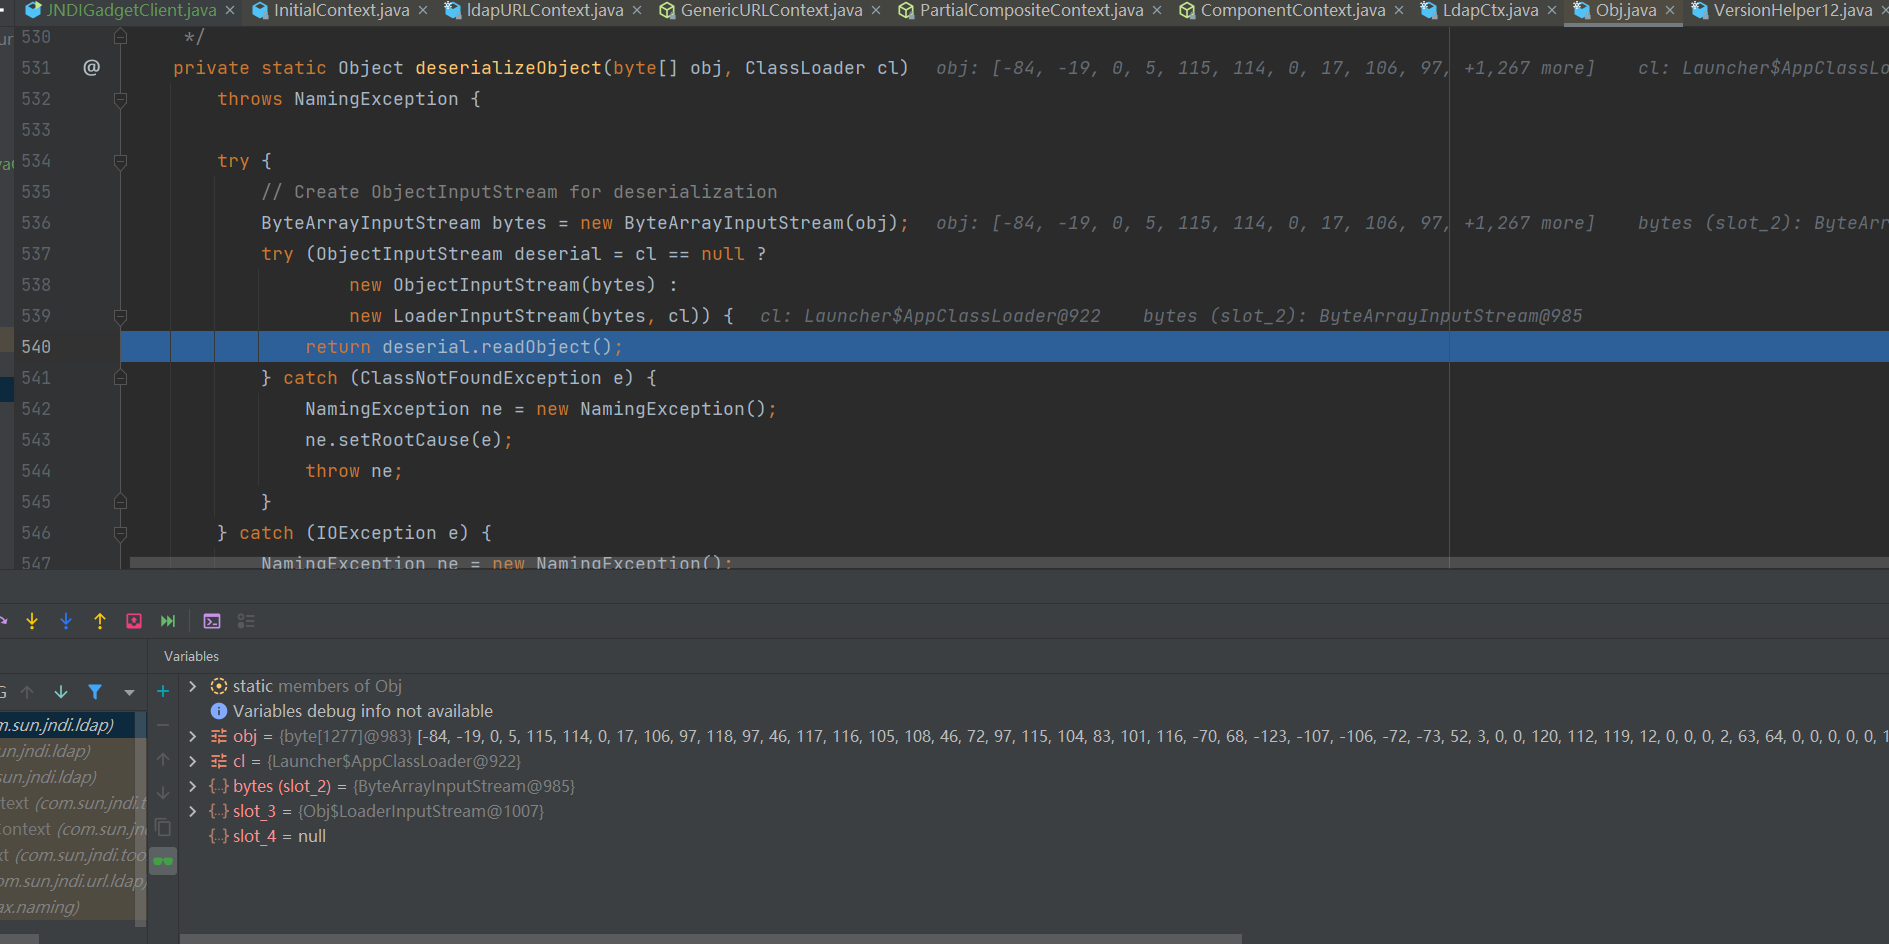 JNDIGadgetClient.java × InitialContext.java × ldapURLContext.java × GenericURLContext.java × PartialCompositeContext.java × ComponentContext.java × LdapCtx.java × Obj.java × VersionHelper12.java ×
530 */
531 @ private static Object deserializeObject(byte[] obj, ClassLoader cl) obj: [-84, -19, 0, 5, 115, 114, 0, 17, 106, 97, +1,267 more] cl: Launcher$AppClassLo
532 throws NamingException {
533
534 try {
535 // Create ObjectInputStream for deserialization
536 ByteArrayInputStream bytes = new ByteArrayInputStream(obj); obj: [-84, -19, 0, 5, 115, 114, 0, 17, 106, 97, +1,267 more] bytes (slot_2): ByteArr
537 try (ObjectInputStream deserial = cl == null ?
538 new ObjectInputStream(bytes) :
539 new LoaderInputStream(bytes, cl)) { cl: Launcher$AppClassLoader@922 bytes (slot_2): ByteArrayInputStream@985
540 return deserial.readObject();
541 } catch (ClassNotFoundException e) {
542 NamingException ne = new NamingException();
543 ne.setRootCause(e);
544 throw ne;
545 }
546 } catch (IOException e) {
547 NamingException ne = new NamingException();
Variables
static members of Obj
Variables debug info not available
m.sun.jndi.ldap)
obj = {byte[1277]@983} [-84, -19, 0, 5, 115, 114, 0, 17, 106, 97, 118, 97, 46, 117, 116, 105, 108, 46, 72, 97, 115, 104, 83, 101, 116, -70, 68, -123, -107, -106, -72, -73, 52, 3, 0, 0, 120, 112, 119, 12, 0, 0, 0, 2, 63, 64, 0, 0, 0, 0, 0, 1
un.jndi.ldap)
cl = {Launcher$AppClassLoader@922}
sun.jndi.ldap)
bytes (slot_2) = {ByteArrayInputStream@985}
text (com.sun.jndi.t
slot_3 = {Obj$LoaderInputStream@1007}
Context (com.sun.jn
slot_4 = null
xt (com.sun.jndi.too
om.sun.jndi.url.ldap)
ax.naming)